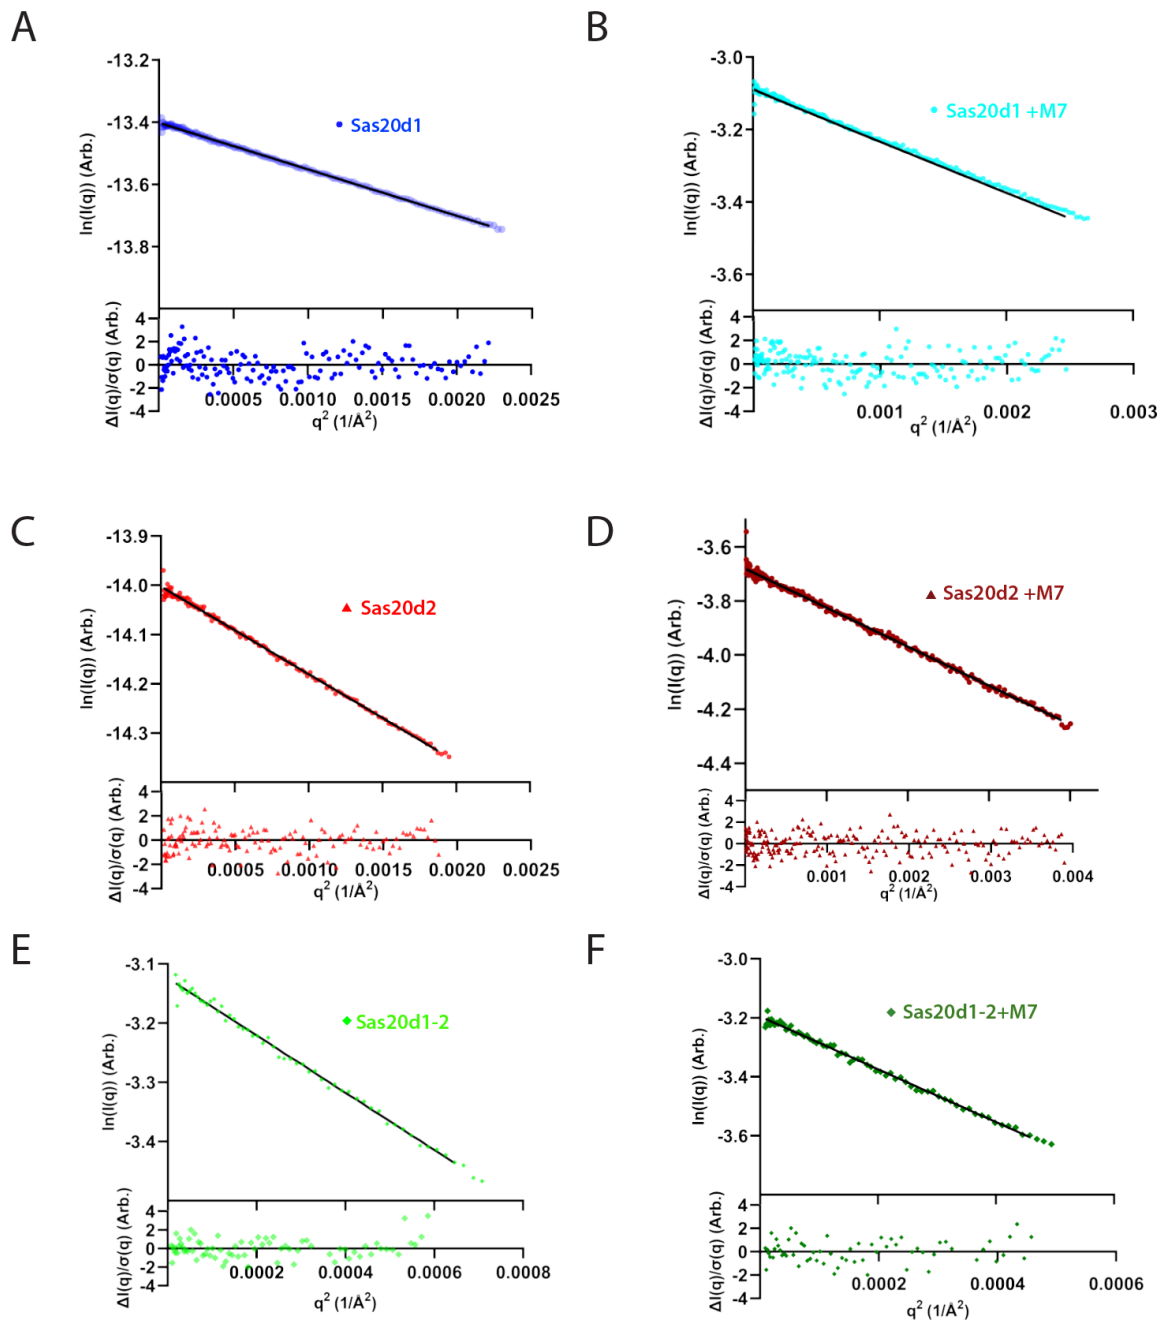 A
-13.2
-13.4
-13.6
-13.8
ln(I(q)) (Arb.)
Sas20d1
4
2
0
-2
-4
ΔI(q)/σ(q) (Arb.)
0.0005 0.0010 0.0015 0.0020 0.0025
q² (1/Å²)
B
-3.0
-3.2
-3.4
-3.6
ln(I(q)) (Arb.)
Sas20d1 +M7
4
2
0
-2
-4
ΔI(q)/σ(q) (Arb.)
0.001 0.002 0.003
q² (1/Å²)
C
-13.9
-14.0
-14.1
-14.2
-14.3
ln(I(q)) (Arb.)
Sas20d2
4
2
0
-2
-4
ΔI(q)/σ(q) (Arb.)
0.0005 0.0010 0.0015 0.0020 0.0025
q² (1/Å²)
D
-3.6
-3.8
-4.0
-4.2
-4.4
ln(I(q)) (Arb.)
Sas20d2 +M7
4
2
0
-2
-4
ΔI(q)/σ(q) (Arb.)
0.001 0.002 0.003 0.004
q² (1/Å²)
E
-3.1
-3.2
-3.3
-3.4
ln(I(q)) (Arb.)
Sas20d1-2
4
2
0
-2
-4
ΔI(q)/σ(q) (Arb.)
0.0002 0.0004 0.0006 0.0008
q² (1/Å²)
F
-3.0
-3.2
-3.4
-3.6
ln(I(q)) (Arb.)
Sas20d1-2+M7
4
2
0
-2
-4
ΔI(q)/σ(q) (Arb.)
0.0002 0.0004 0.0006
q² (1/Å²)